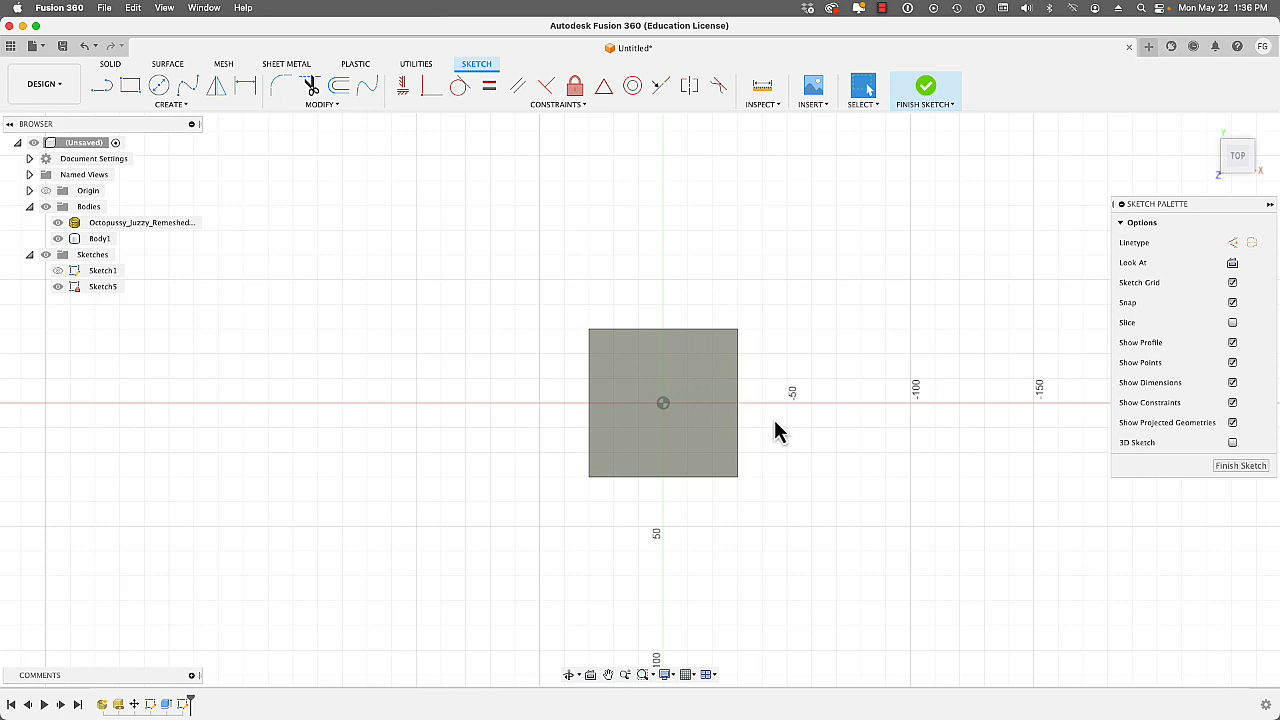 Fusion 360 File Edit View Window Help Mon May 22 1:36 PM
Autodesk Fusion 360 (Education License)
Untitled*
FG
DESIGN
SOLID SURFACE MESH SHEET METAL PLASTIC UTILITIES SKETCH
CREATE MODIFY CONSTRAINTS INSPECT INSERT SELECT FINISH SKETCH
BROWSER
(Unsaved)
Document Settings
Named Views
Origin
Bodies
Octopussy_Juzzy_Remeshed...
Body1
Sketches
Sketch1
Sketch5
Y
TOP
X
Z
-50
-100
-150
50
100
SKETCH PALETTE
Options
Linetype
Look At
Sketch Grid
Snap
Slice
Show Profile
Show Points
Show Dimensions
Show Constraints
Show Projected Geometries
3D Sketch
Finish Sketch
COMMENTS